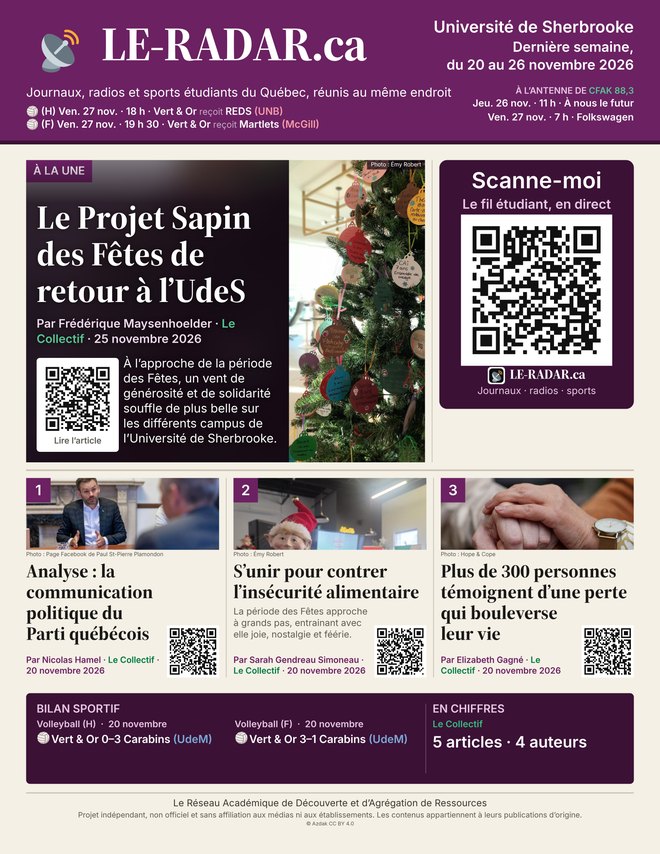 LE-RADAR.ca
Journaux, radios et sports étudiants du Québec, réunis au même endroit
(H) Ven. 27 nov. · 18 h · Vert & Or reçoit REDS (UNB)
(F) Ven. 27 nov. · 19 h 30 · Vert & Or reçoit Martlets (McGill)
Université de Sherbrooke
Dernière semaine,
du 20 au 26 novembre 2026
À L'ANTENNE DE CFAK 88,3
Jeu. 26 nov. · 11 h · À nous le futur
Ven. 27 nov. · 7 h · Folkswagen
À LA UNE
Photo : Émy Robert
Le Projet Sapin
des Fêtes de
retour à l'UdeS
Par Frédérique Maysenhoelder · Le
Collectif · 25 novembre 2026
Lire l'article
À l'approche de la période
des Fêtes, un vent de
générosité et de solidarité
souffle de plus belle sur
les différents campus de
l'Université de Sherbrooke.
Scanne-moi
Le fil étudiant, en direct
LE-RADAR.ca
Journaux · radios · sports
1
Photo : Page Facebook de Paul St-Pierre Plamondon
Analyse : la
communication
politique du
Parti québécois
Par Nicolas Hamel · Le Collectif ·
20 novembre 2026
2
Photo : Émy Robert
S'unir pour contrer
l'insécurité alimentaire
La période des Fêtes approche
à grands pas, entrainant avec
elle joie, nostalgie et féérie.
Par Sarah Gendreau Simoneau ·
Le Collectif · 20 novembre 2026
3
Photo : Hope & Cope
Plus de 300 personnes
témoignent d'une perte
qui bouleverse
leur vie
Par Elizabeth Gagné · Le
Collectif · 20 novembre 2026
BILAN SPORTIF
Volleyball (H) · 20 novembre
Vert & Or 0–3 Carabins (UdeM)
Volleyball (F) · 20 novembre
Vert & Or 3–1 Carabins (UdeM)
EN CHIFFRES
Le Collectif
5 articles · 4 auteurs
Le Réseau Académique de Découverte et d'Agrégation de Ressources
Projet indépendant, non officiel et sans affiliation aux médias ni aux établissements. Les contenus appartiennent à leurs publications d'origine.
© Azdak CC BY 4.0